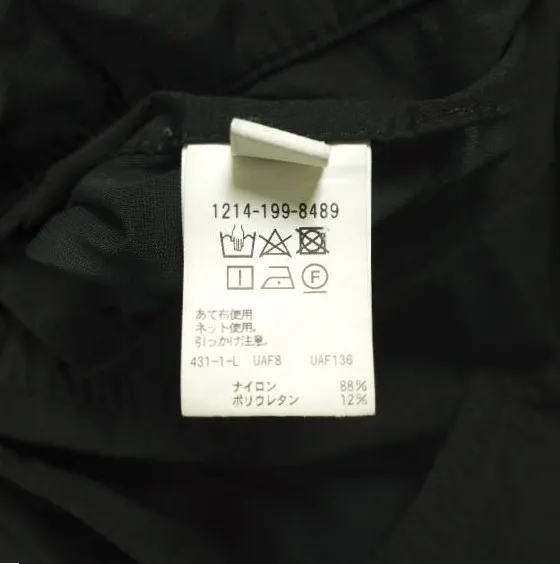 1214-199-8489
F
あて布使用
ネット使用。
引っかけ注意。
431-1-L UAF8 UAF136
ナイロン 88%
ポリウレタン 12%